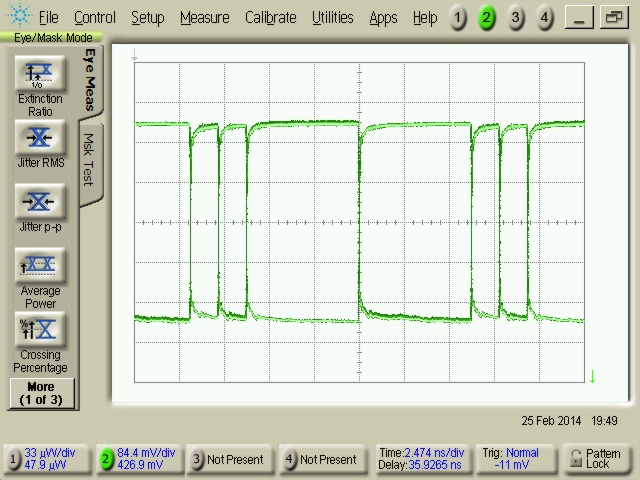 File Control Setup Measure Calibrate Utilities Apps Help 1 2 3 4
Eye/Mask Mode
Eye Meas
Msk Test
1/0
Extinction
Ratio
Jitter RMS
Jitter p-p
Average
Power
%
Crossing
Percentage
More
(1 of 3)
25 Feb 2014 19:49
1 33 µW/div
47.9 µW
2 84.4 mV/div
426.9 mV
3 Not Present
4 Not Present
Time:2.474 ns/div
Delay:35.9265 ns
Trig: Normal
-11 mV
Pattern
Lock